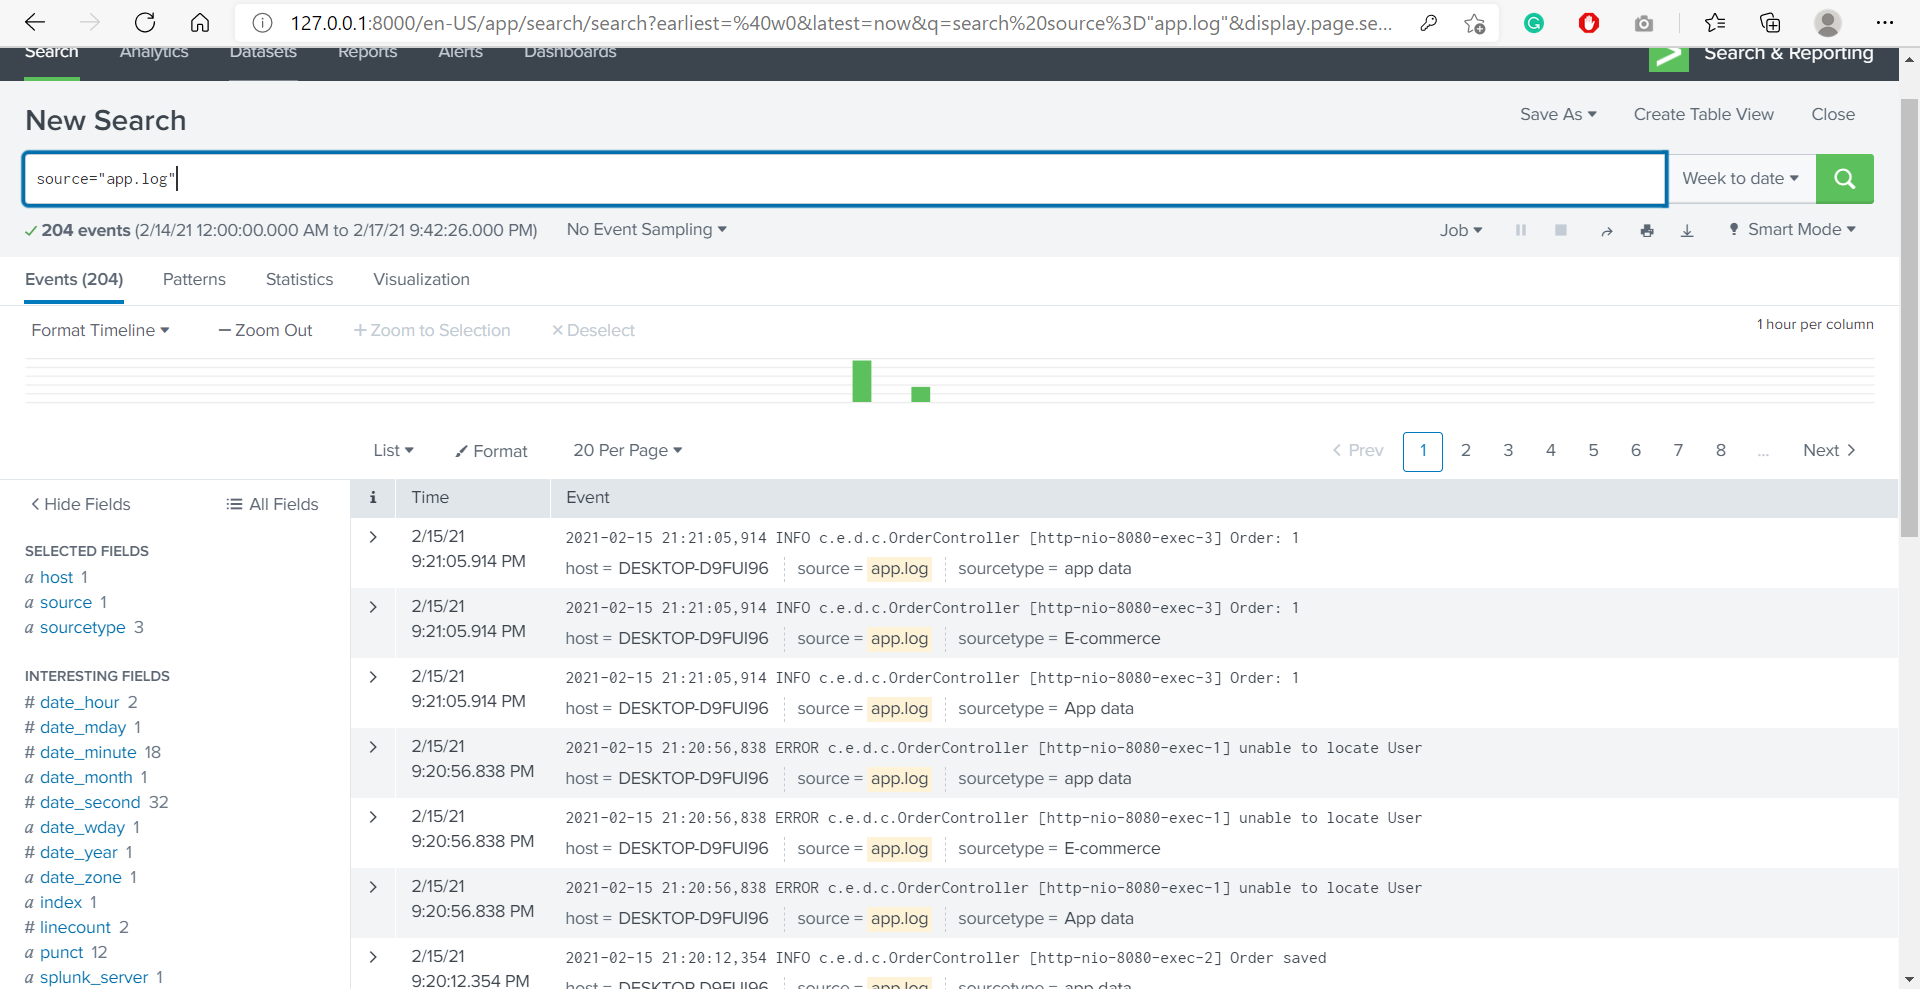 127.0.0.1:8000/en-US/app/search/search?earliest=%40w0&latest=now&q=search%20source%3D"app.log"&display.page.se...
Search Analytics Datasets Reports Alerts Dashboards Search & Reporting
New Search Save As Create Table View Close
source="app.log" Week to date
204 events (2/14/21 12:00:00.000 AM to 2/17/21 9:42:26.000 PM) No Event Sampling Job Smart Mode
Events (204) Patterns Statistics Visualization
Format Timeline — Zoom Out + Zoom to Selection × Deselect 1 hour per column
List Format 20 Per Page < Prev 1 2 3 4 5 6 7 8 ... Next >
< Hide Fields All Fields
SELECTED FIELDS
a host 1
a source 1
a sourcetype 3
INTERESTING FIELDS
# date_hour 2
# date_mday 1
# date_minute 18
a date_month 1
# date_second 32
a date_wday 1
# date_year 1
a date_zone 1
a index 1
# linecount 2
a punct 12
a splunk_server 1
i Time Event
> 2/15/21 2021-02-15 21:21:05,914 INFO c.e.d.c.OrderController [http-nio-8080-exec-3] Order: 1
9:21:05.914 PM host = DESKTOP-D9FUI96 source = app.log sourcetype = app data
> 2/15/21 2021-02-15 21:21:05,914 INFO c.e.d.c.OrderController [http-nio-8080-exec-3] Order: 1
9:21:05.914 PM host = DESKTOP-D9FUI96 source = app.log sourcetype = E-commerce
> 2/15/21 2021-02-15 21:21:05,914 INFO c.e.d.c.OrderController [http-nio-8080-exec-3] Order: 1
9:21:05.914 PM host = DESKTOP-D9FUI96 source = app.log sourcetype = App data
> 2/15/21 2021-02-15 21:20:56,838 ERROR c.e.d.c.OrderController [http-nio-8080-exec-1] unable to locate User
9:20:56.838 PM host = DESKTOP-D9FUI96 source = app.log sourcetype = app data
> 2/15/21 2021-02-15 21:20:56,838 ERROR c.e.d.c.OrderController [http-nio-8080-exec-1] unable to locate User
9:20:56.838 PM host = DESKTOP-D9FUI96 source = app.log sourcetype = E-commerce
> 2/15/21 2021-02-15 21:20:56,838 ERROR c.e.d.c.OrderController [http-nio-8080-exec-1] unable to locate User
9:20:56.838 PM host = DESKTOP-D9FUI96 source = app.log sourcetype = App data
> 2/15/21 2021-02-15 21:20:12,354 INFO c.e.d.c.OrderController [http-nio-8080-exec-2] Order saved
9:20:12.354 PM host = DESKTOP-D9FUI96 source = app.log sourcetype = app data